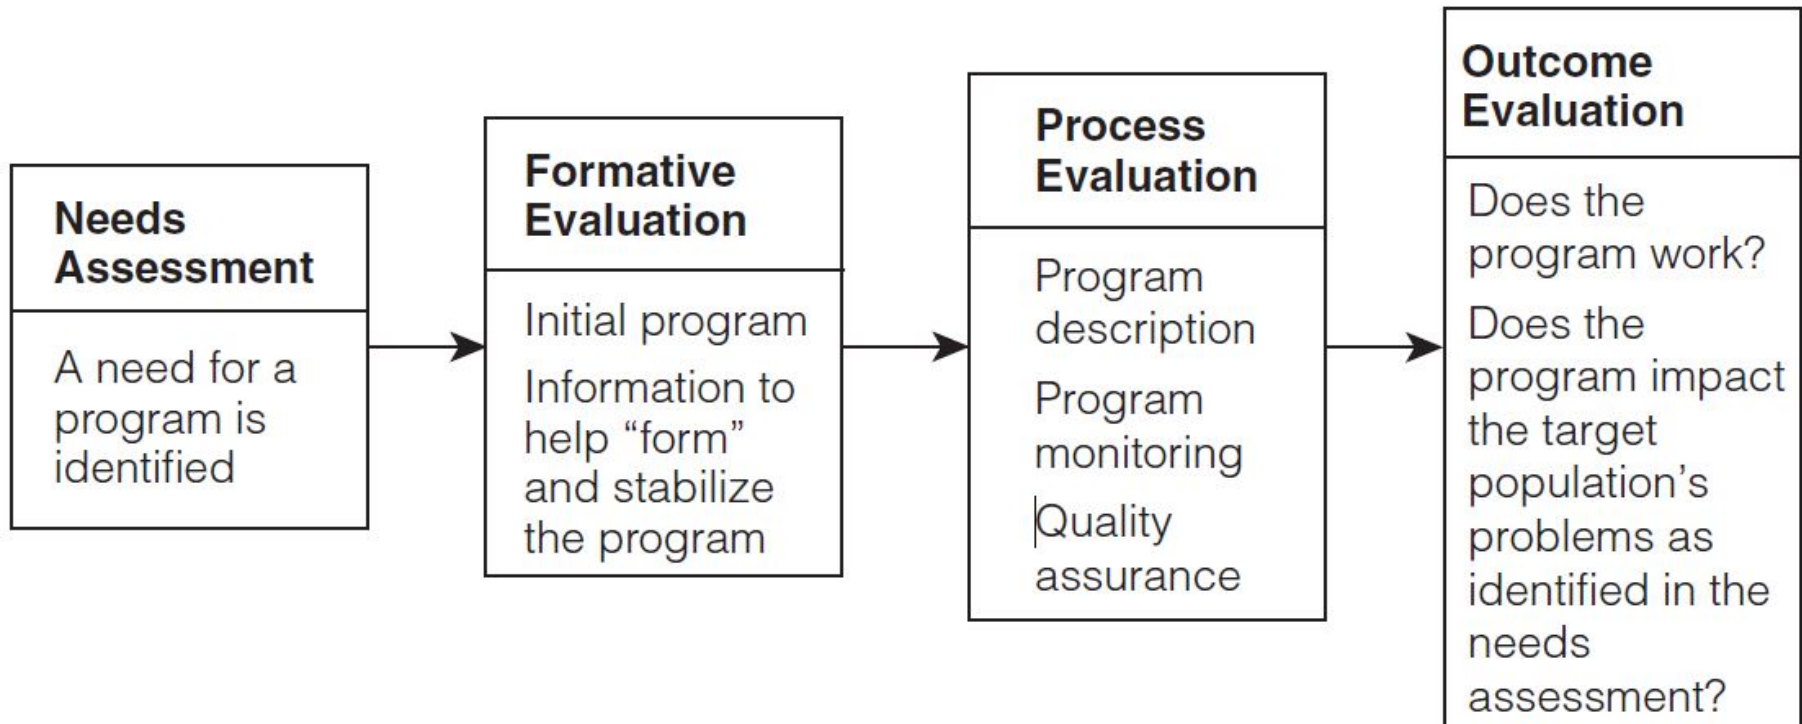 Needs
Assessment
A need for a
program is
identified
Formative
Evaluation
Initial program
Information to
help “form”
and stabilize
the program
Process
Evaluation
Program
description
Program
monitoring
Quality
assurance
Outcome
Evaluation
Does the
program work?
Does the
program impact
the target
population’s
problems as
identified in the
needs
assessment?